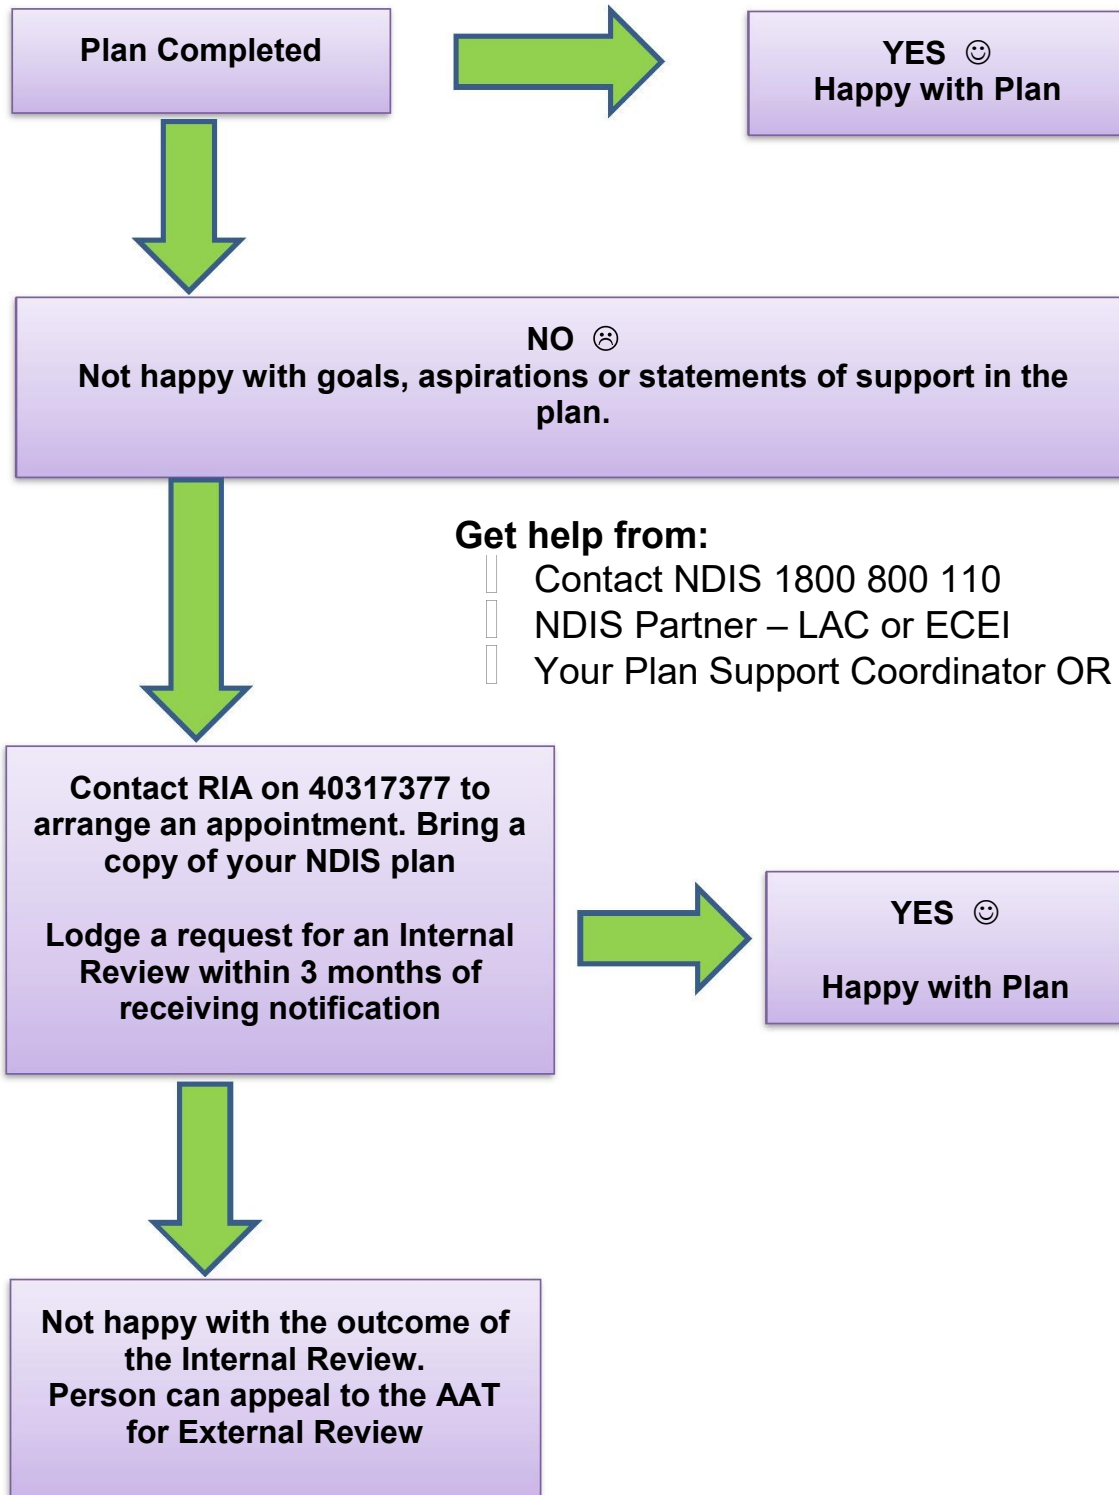 Plan Completed
YES ☺
Happy with Plan
NO ☹
Not happy with goals, aspirations or statements of support in the
plan.
Get help from:
Contact NDIS 1800 800 110
NDIS Partner – LAC or ECEI
Your Plan Support Coordinator OR
Contact RIA on 40317377 to
arrange an appointment. Bring a
copy of your NDIS plan
Lodge a request for an Internal
Review within 3 months of
receiving notification
YES ☺
Happy with Plan
Not happy with the outcome of
the Internal Review.
Person can appeal to the AAT
for External Review